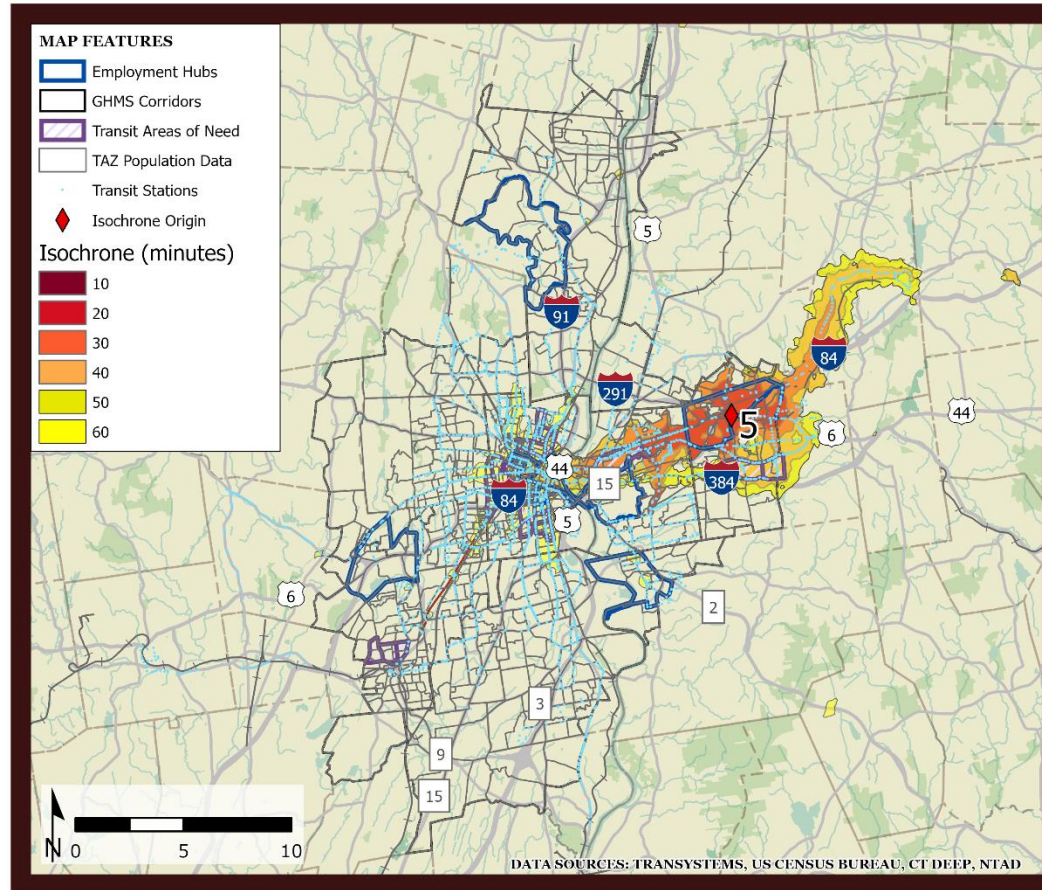 MAP FEATURES
Employment Hubs
GHMS Corridors
Transit Areas of Need
TAZ Population Data
Transit Stations
Isochrone Origin
Isochrone (minutes)
10
20
30
40
50
60
5
91
84
291
44
5
6
44
15
384
84
5
6
2
3
9
15
N
0
5
10
DATA SOURCES: TRANSYSTEMS, US CENSUS BUREAU, CT DEEP, NTAD